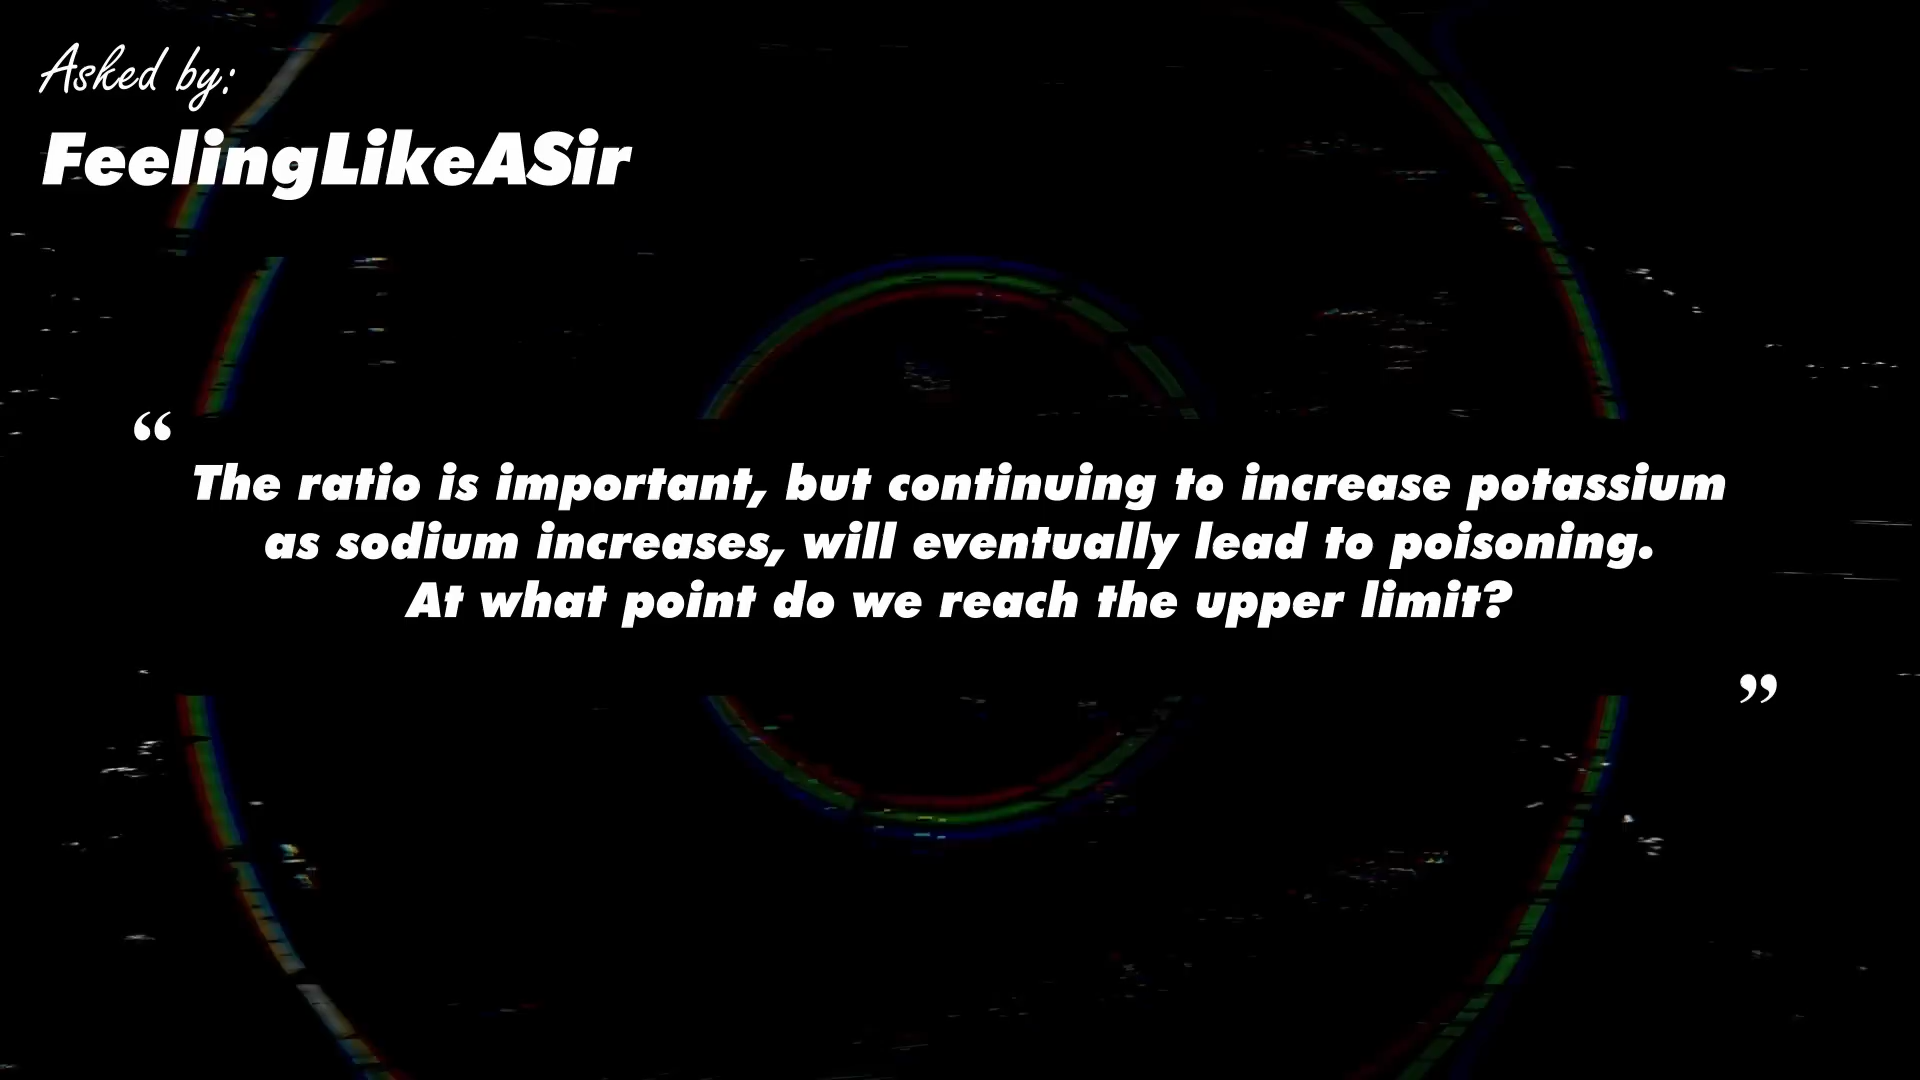 Asked by:
FeelingLikeASir
“
The ratio is important, but continuing to increase potassium
as sodium increases, will eventually lead to poisoning.
At what point do we reach the upper limit?
”